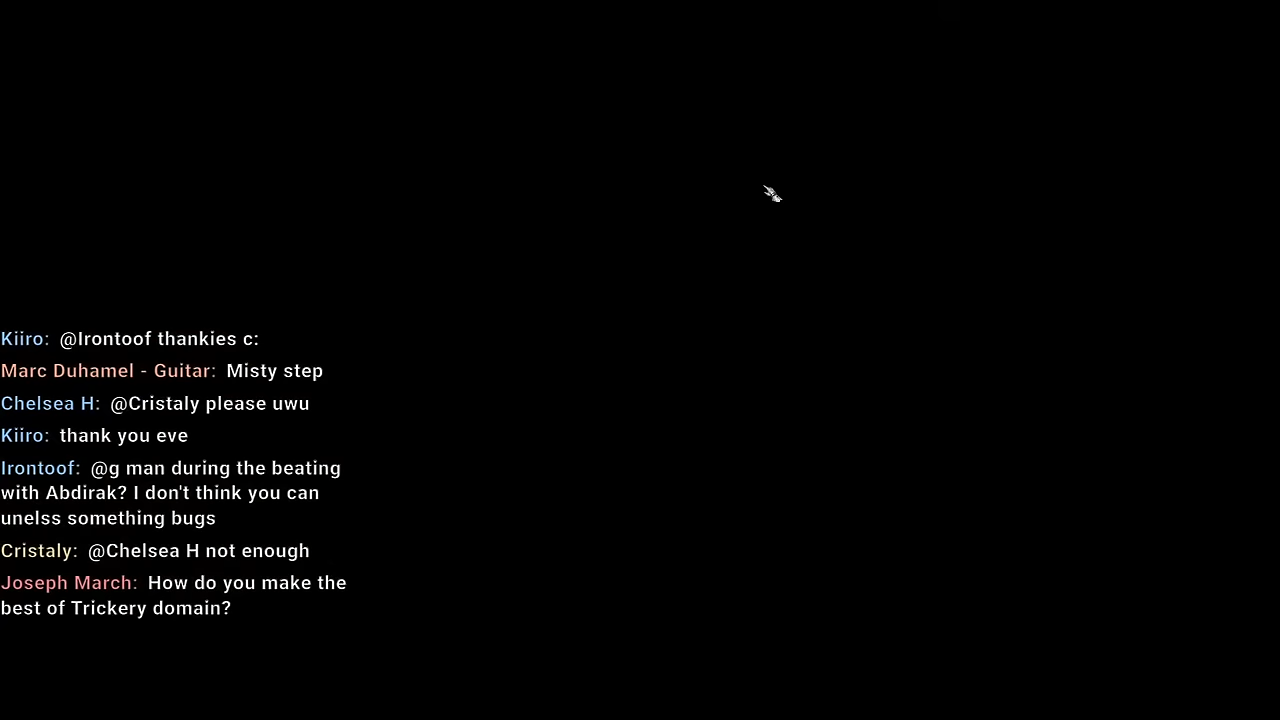 Kiiro: @Irontoof thankies c:
Marc Duhamel - Guitar: Misty step
Chelsea H: @Cristaly please uwu
Kiiro: thank you eve
Irontoof: @g man during the beating
with Abdirak? I don't think you can
unelss something bugs
Cristaly: @Chelsea H not enough
Joseph March: How do you make the
best of Trickery domain?